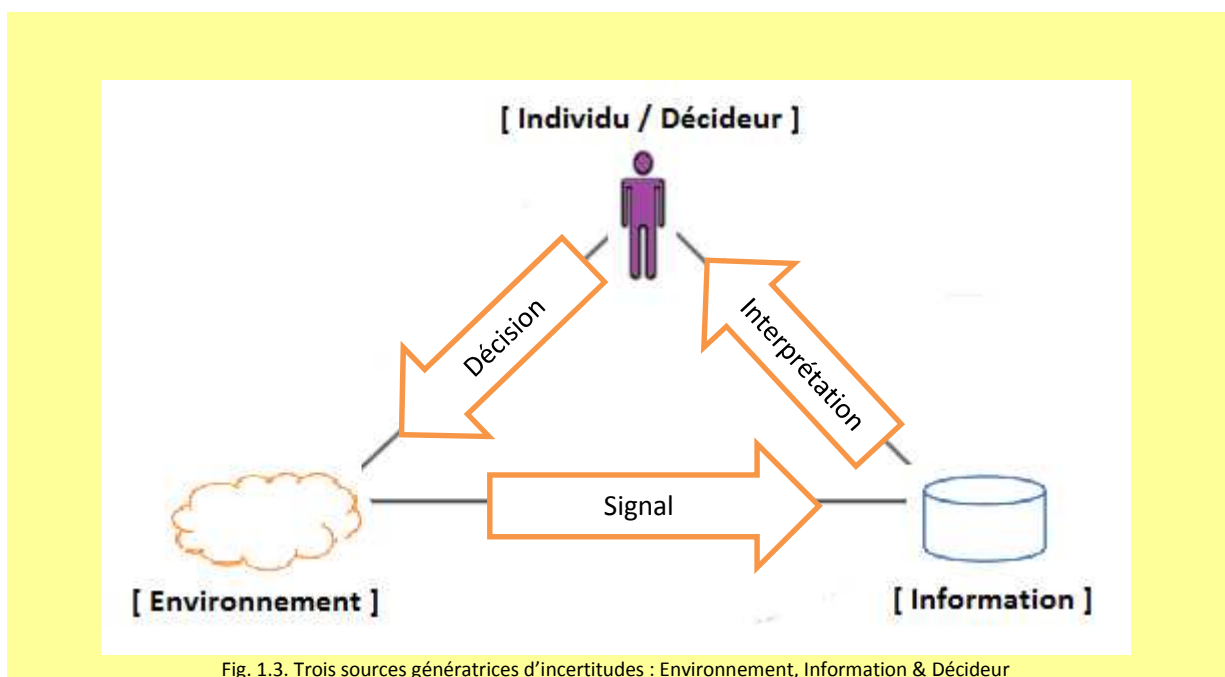 [ Individu / Décideur ]
Décision
Interprétation
Signal
[ Environnement ]
[ Information ]
Fig. 1.3. Trois sources génératrices d’incertitudes : Environnement, Information & Décideur